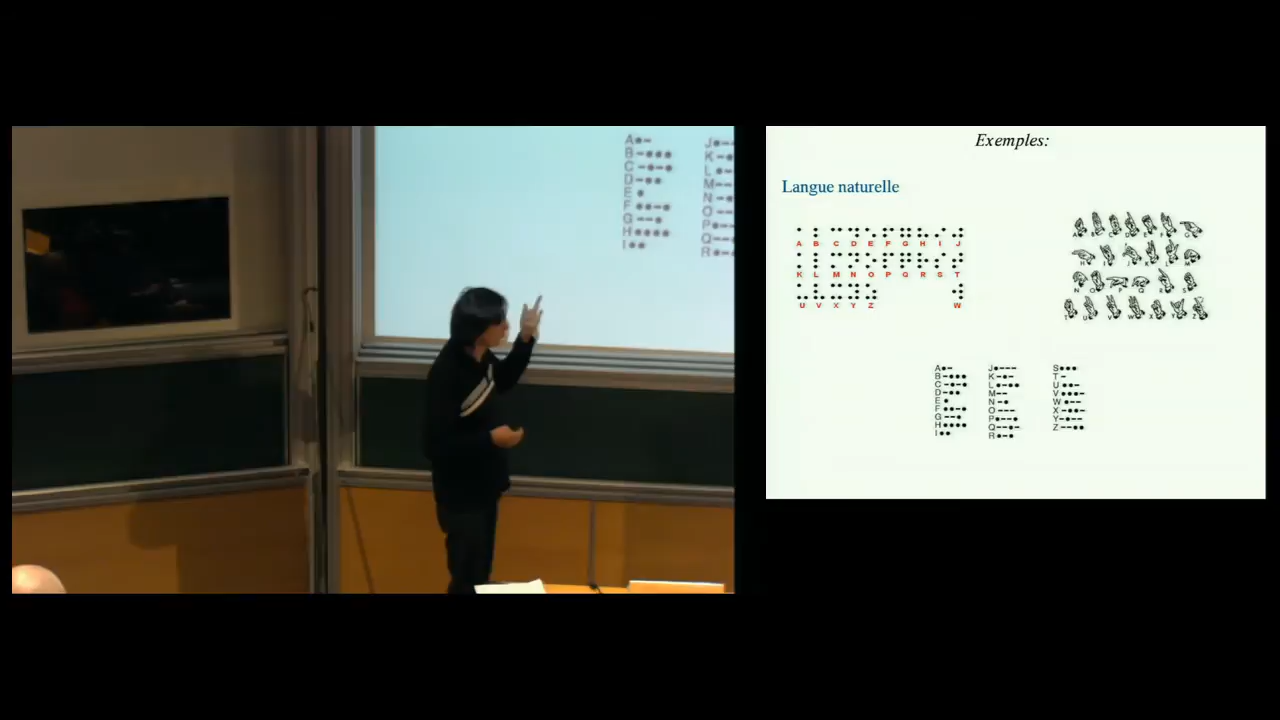 Exemples:
Langue naturelle
A B C D E F G H I J
K L M N O P Q R S T
U V X Y Z W
A●− J●−−− S●●●
B−●●● K−●− T−
C−●−● L●−●● U●●−
D−●● M−− V●●●−
E● N−● W●−−
F●●−● O−−− X−●●−
G−−● P●−−● Y−●−−
H●●●● Q−−●− Z−−●●
I●● R●−●
A●−
B−●●●
C−●−●
D−●●
E●
F●●−●
G−−●
H●●●●
I●●
J●−−
K−●
L●−
M−−
N−●
O−−
P●−−
Q−−●
R●−●